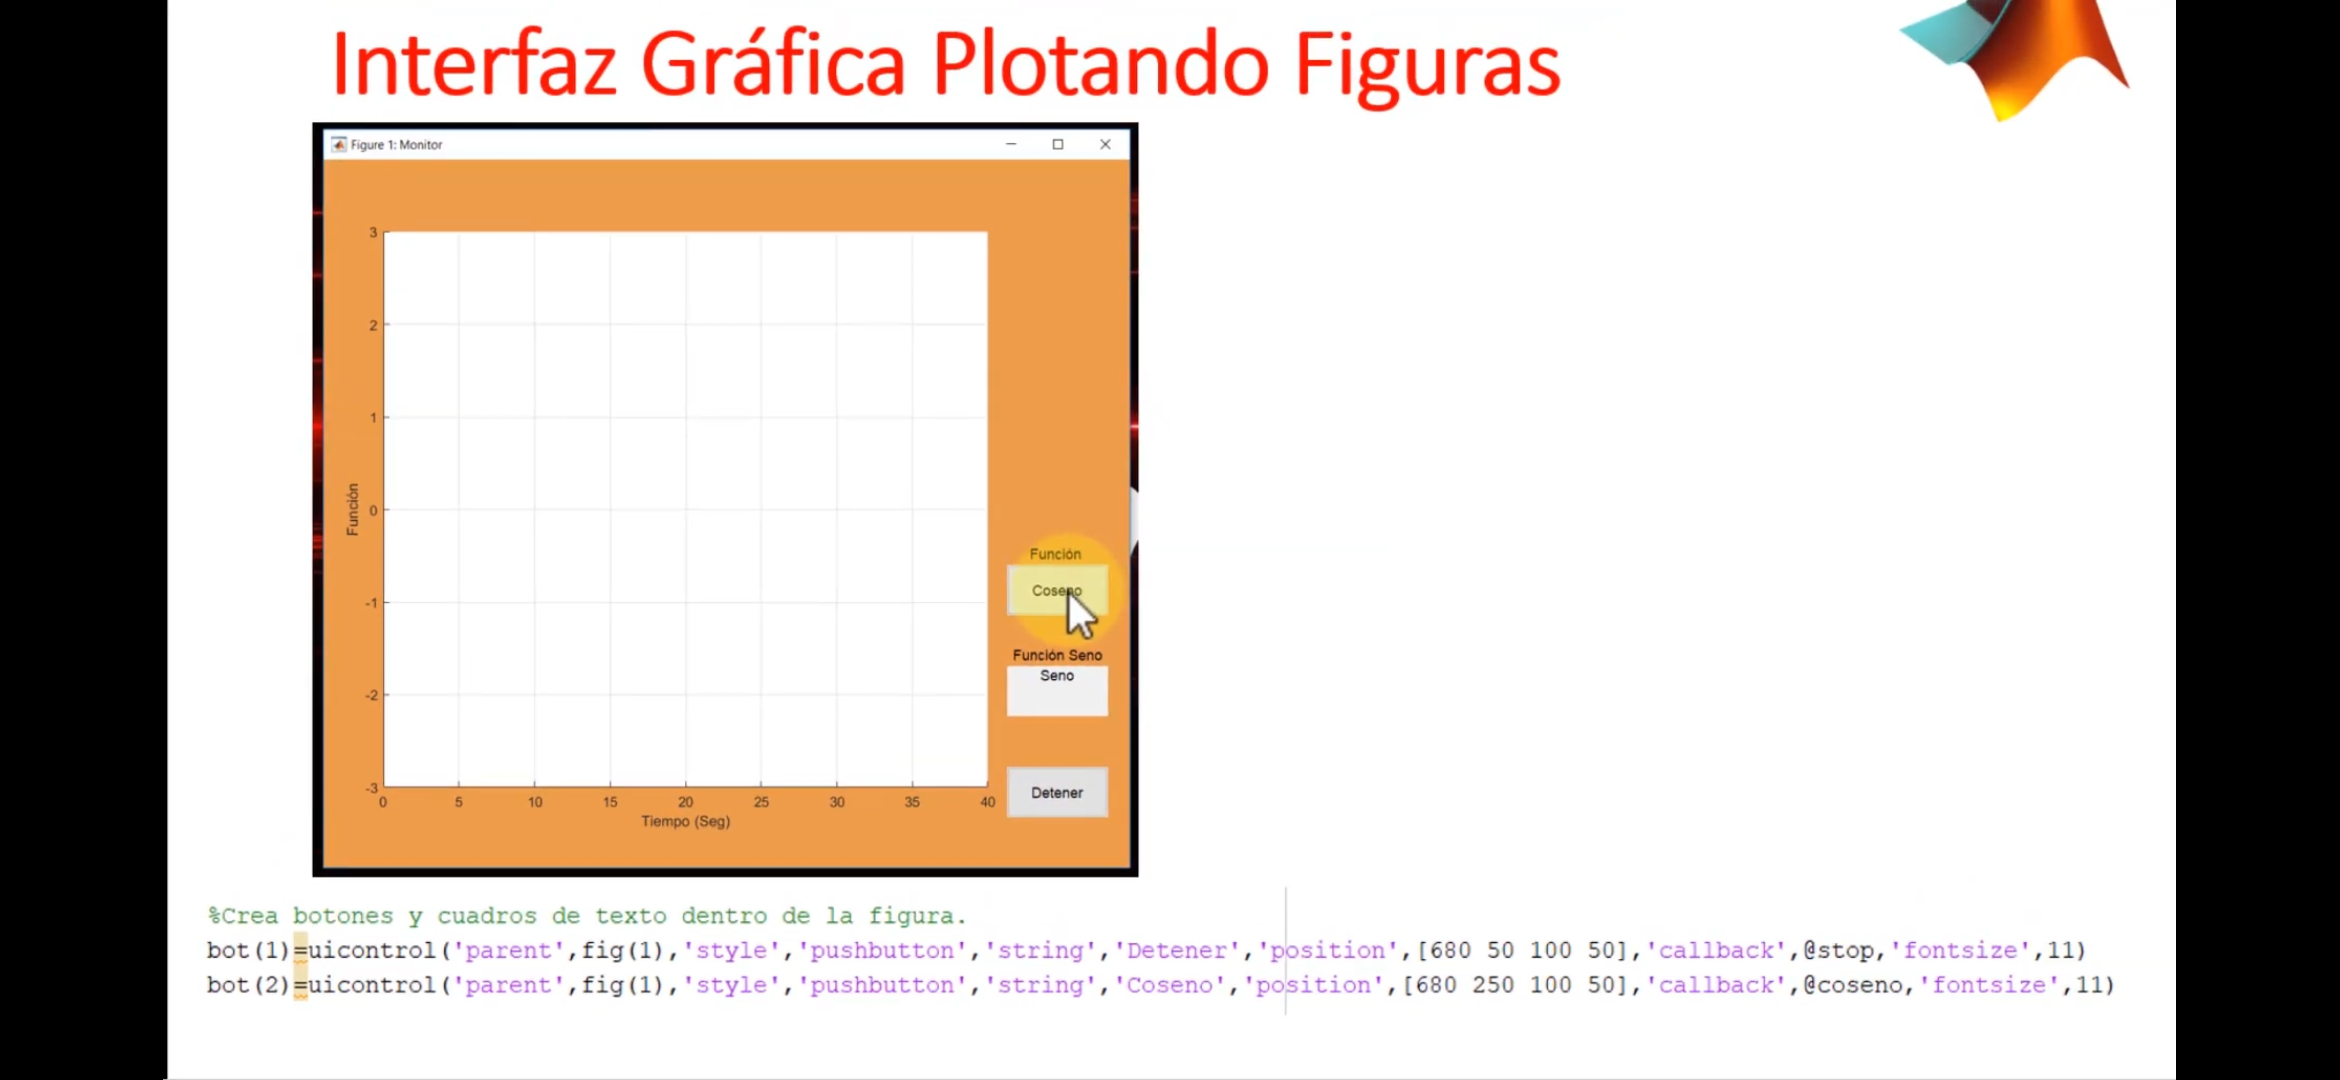 Interfaz Gráfica Plotando Figuras
Figure 1: Monitor
3
2
1
0
-1
-2
-3
Función
0 5 10 15 20 25 30 35 40
Tiempo (Seg)
Función
Coseno
Función Seno
Seno
Detener
%Crea botones y cuadros de texto dentro de la figura.
bot(1)=uicontrol('parent',fig(1),'style','pushbutton','string','Detener','position',[680 50 100 50],'callback',@stop,'fontsize',11)
bot(2)=uicontrol('parent',fig(1),'style','pushbutton','string','Coseno','position',[680 250 100 50],'callback',@coseno,'fontsize',11)